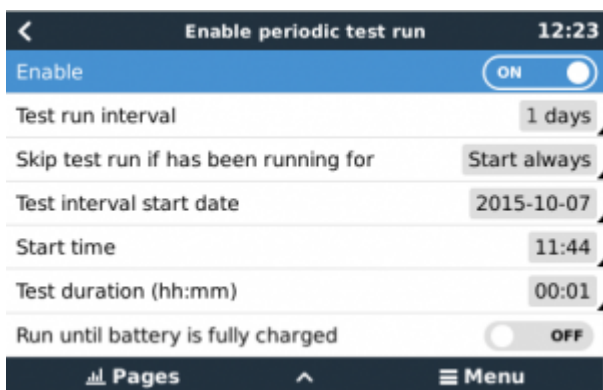 Enable periodic test run 12:23
Enable ON
Test run interval 1 days
Skip test run if has been running for Start always
Test interval start date 2015-10-07
Start time 11:44
Test duration (hh:mm) 00:01
Run until battery is fully charged OFF
Pages Menu